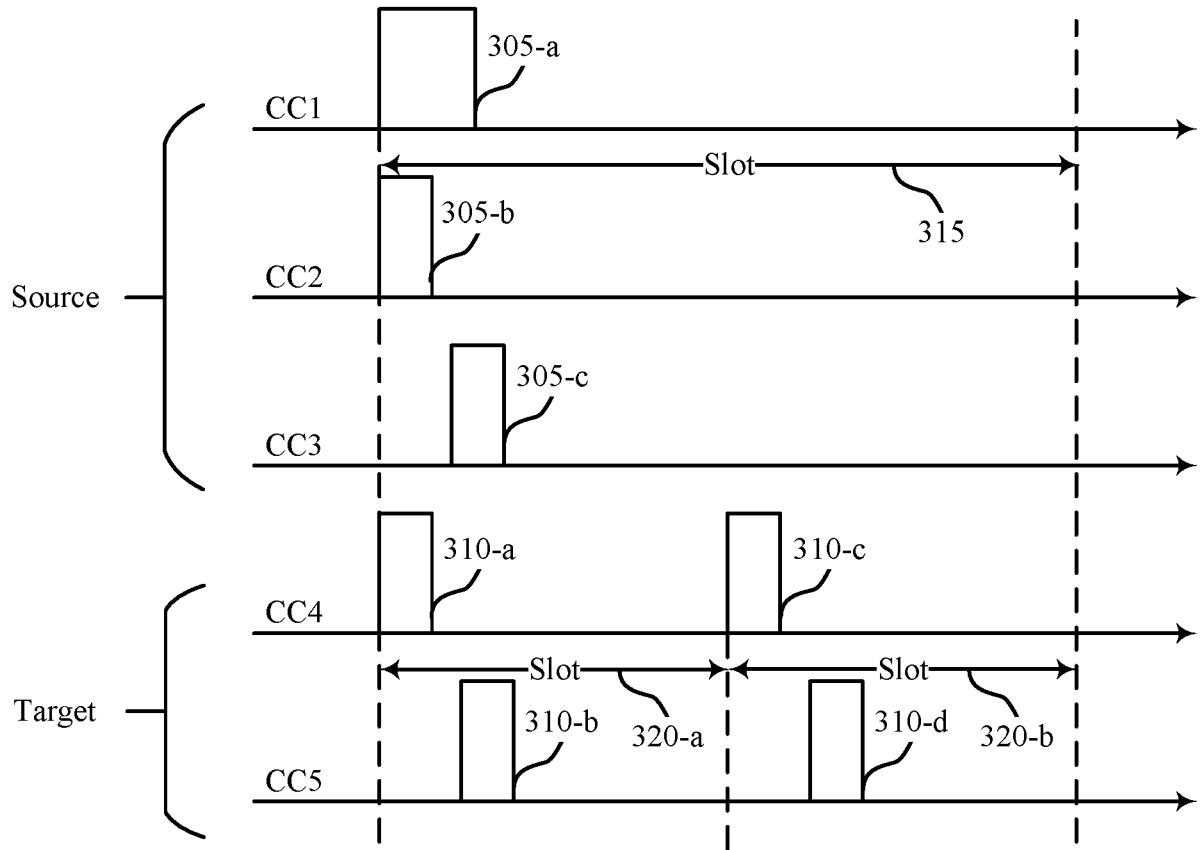 305-a
CC1
Slot
305-b
315
CC2
Source
305-c
CC3
310-a
310-c
CC4
Slot
Slot
Target
310-b
320-a
310-d
320-b
CC5